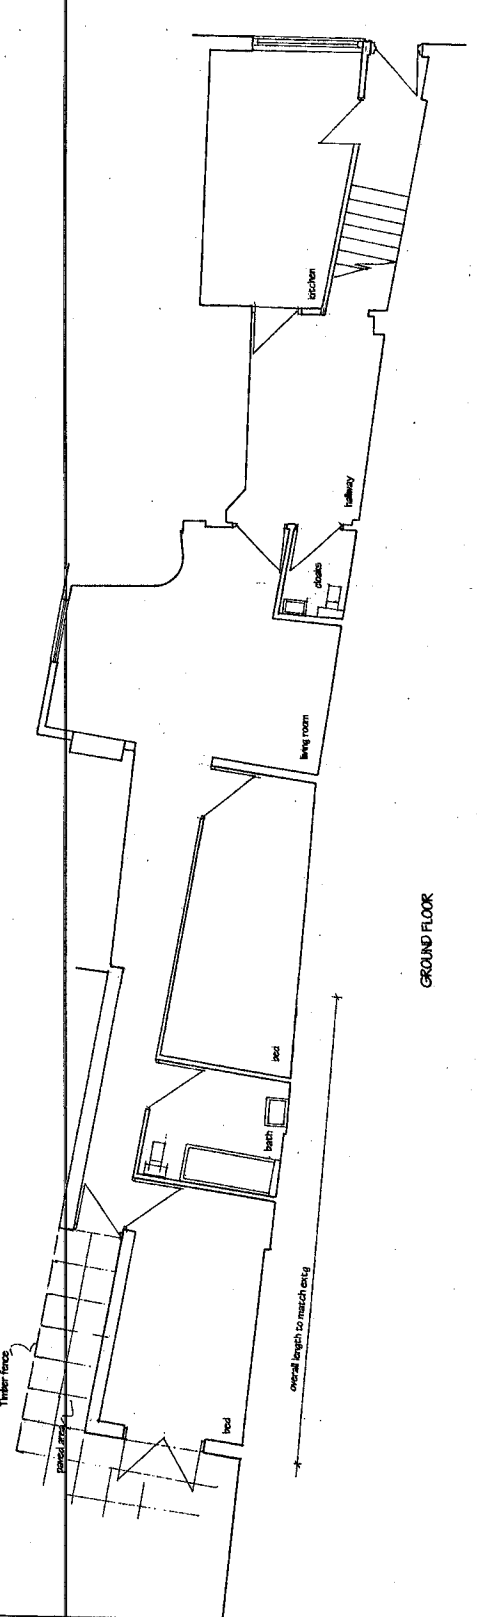 kitchen
hallway
cloaks
living room
GROUND FLOOR
bed
bath
overall length to match extg
Timber fence
paved area
bed